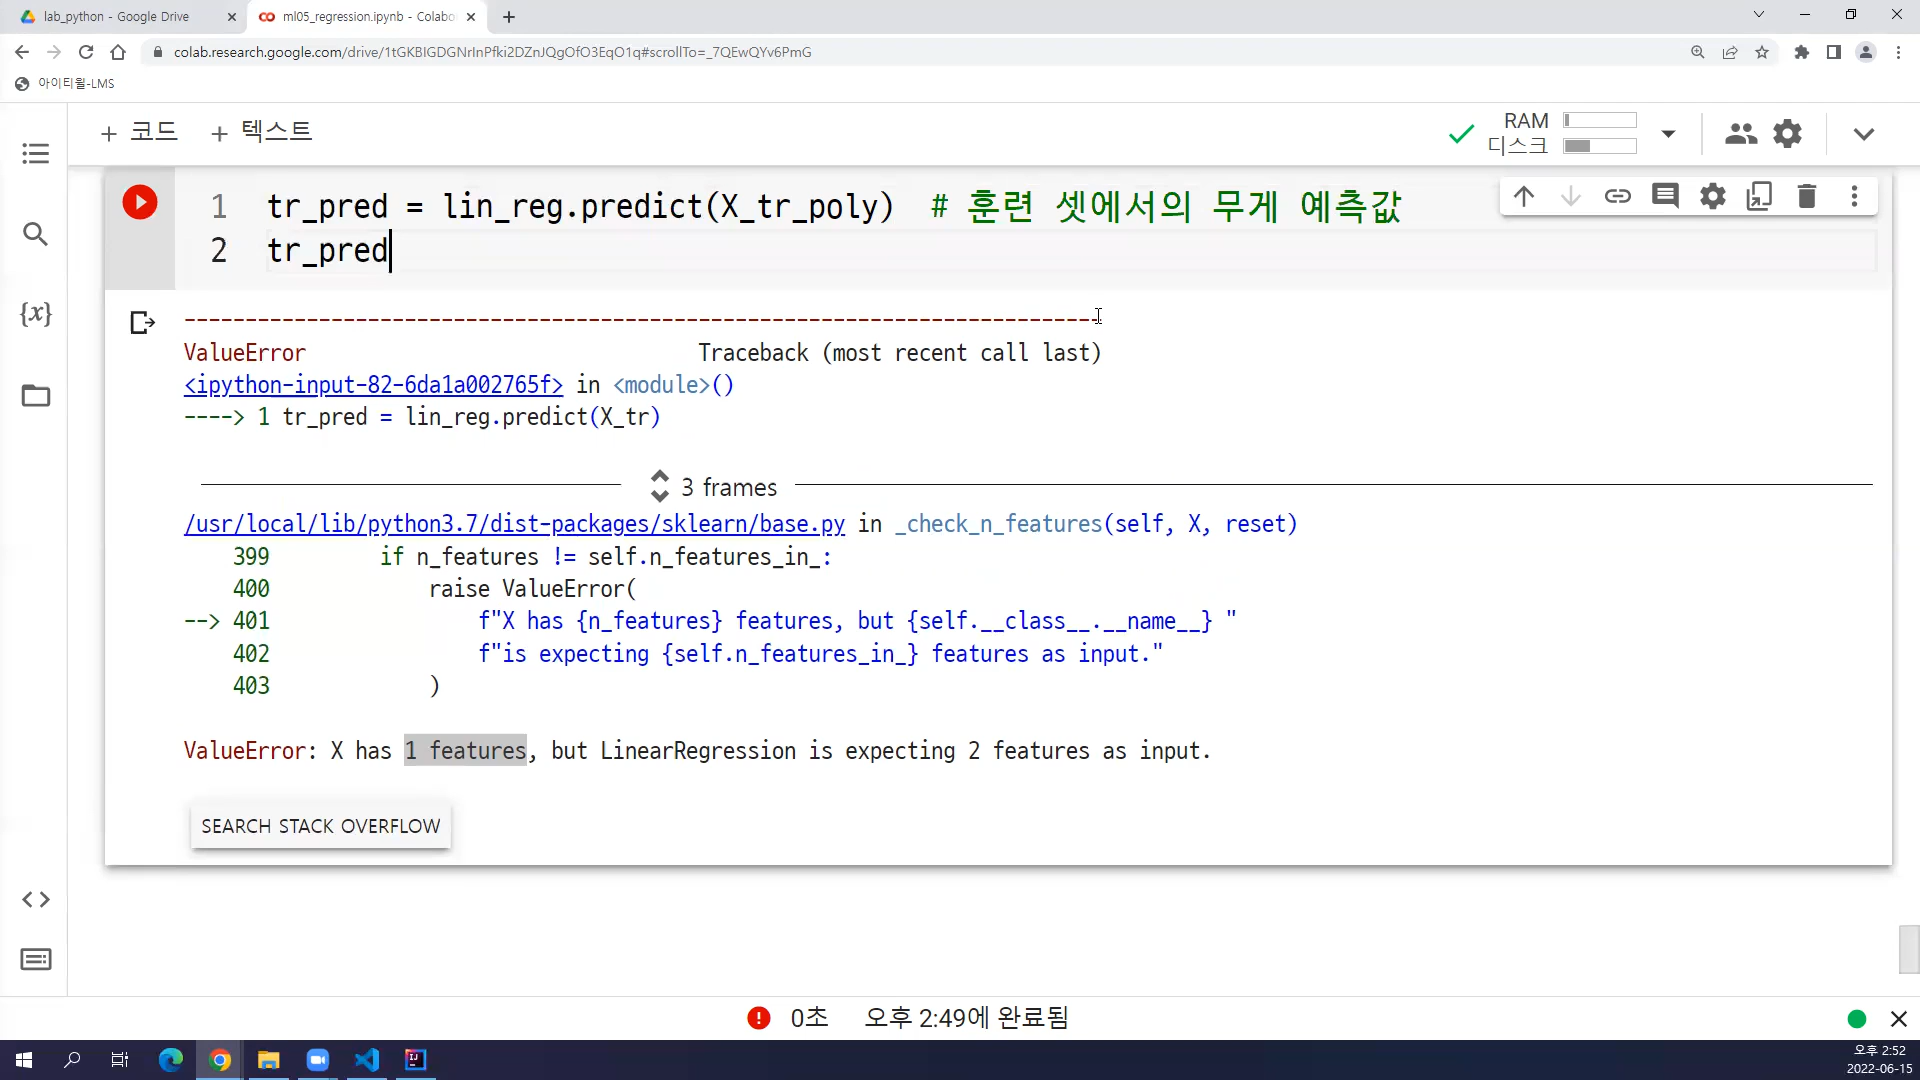 lab_python - Google Drive
ml05_regression.ipynb - Colabo
colab.research.google.com/drive/1tGKBIGDGNrInPfki2DZnJQgOfO3EqO1q#scrollTo=_7QEwQYv6PmG
아이티윌-LMS
+ 코드 + 텍스트
RAM
디스크
1 tr_pred = lin_reg.predict(X_tr_poly) # 훈련 셋에서의 무게 예측값
2 tr_pred
---------------------------------------------------------------------------
ValueError Traceback (most recent call last)
<ipython-input-82-6da1a002765f> in <module>()
----> 1 tr_pred = lin_reg.predict(X_tr)
3 frames
/usr/local/lib/python3.7/dist-packages/sklearn/base.py in _check_n_features(self, X, reset)
399 if n_features != self.n_features_in_:
400 raise ValueError(
--> 401 f"X has {n_features} features, but {self.__class__.__name__} "
402 f"is expecting {self.n_features_in_} features as input."
403 )
ValueError: X has 1 features, but LinearRegression is expecting 2 features as input.
SEARCH STACK OVERFLOW
0초 오후 2:49에 완료됨
오후 2:52
2022-06-15